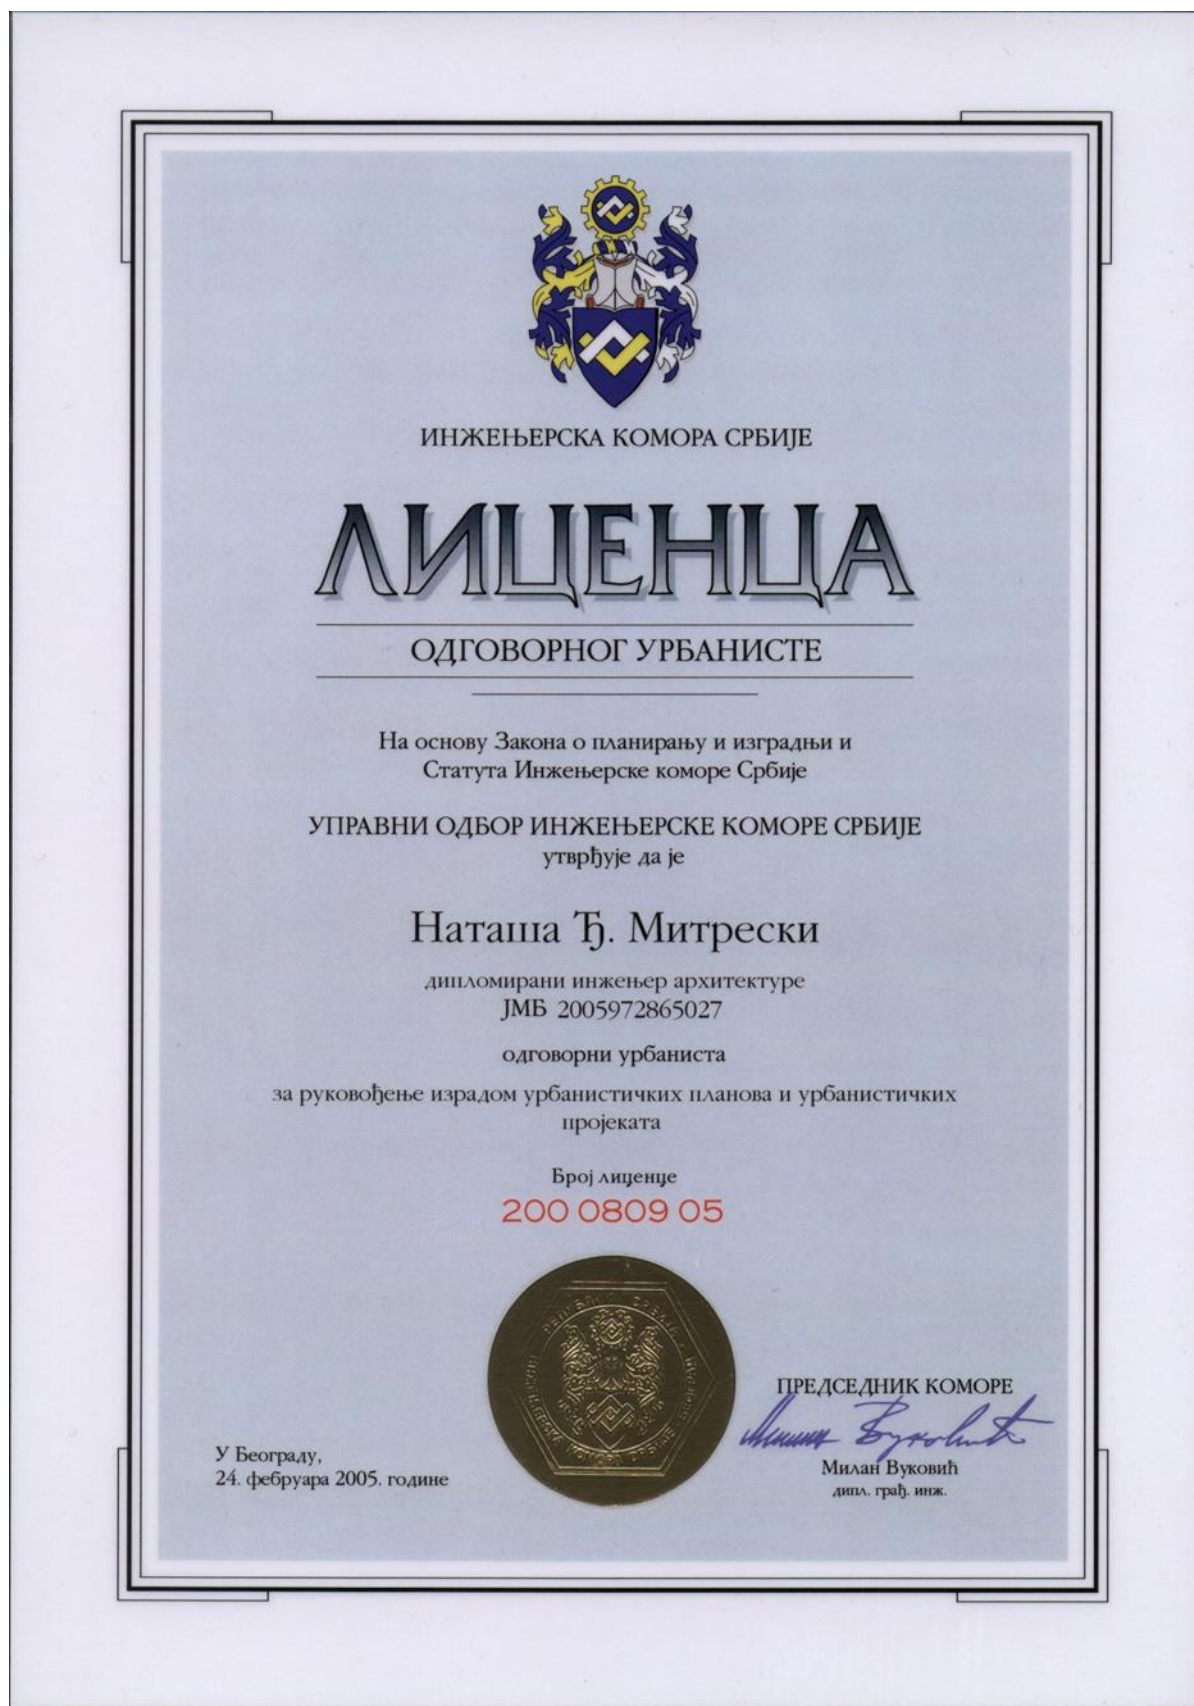 ИНЖЕЊЕРСКА КОМОРА СРБИЈЕ
ЛИЦЕНЦА
ОДГОВОРНОГ УРБАНИСТЕ
На основу Закона о планирању и изградњи и
Статута Инжењерске коморе Србије
УПРАВНИ ОДБОР ИНЖЕЊЕРСКЕ КОМОРЕ СРБИЈЕ
утврђује да је
Наташа Ђ. Митрески
дипломирани инжењер архитектуре
ЈМБ 2005972865027
одговорни урбаниста
за руковођење израдом урбанистичких планова и урбанистичких
пројеката
Број лиценце
200 0809 05
ПРЕДСЕДНИК КОМОРЕ
Милан Вуковић
дипл. грађ. инж.
У Београду,
24. фебруара 2005. године